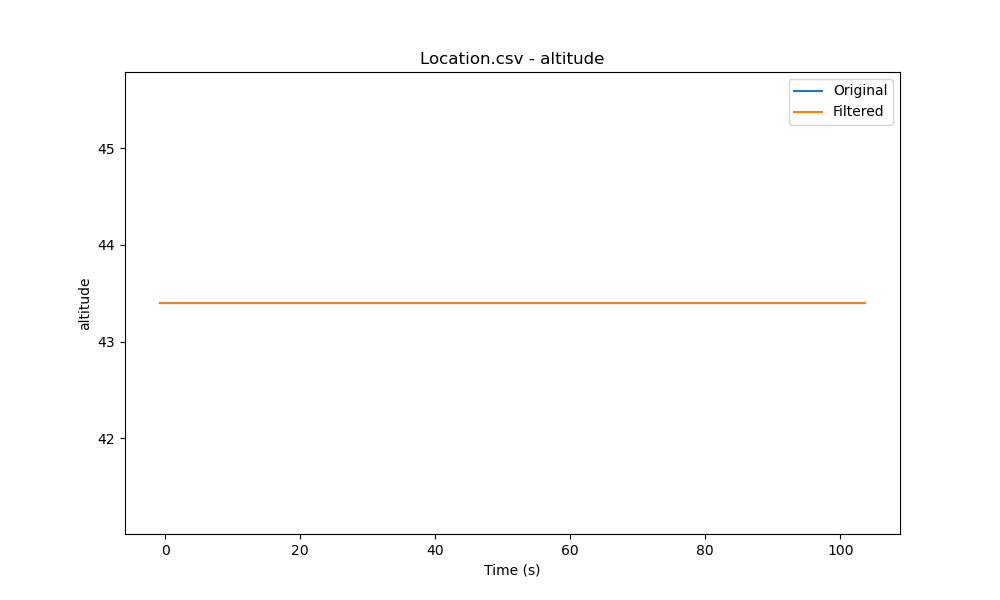 Location.csv - altitude
Original
Filtered
45
44
43
42
altitude
0 20 40 60 80 100
Time (s)